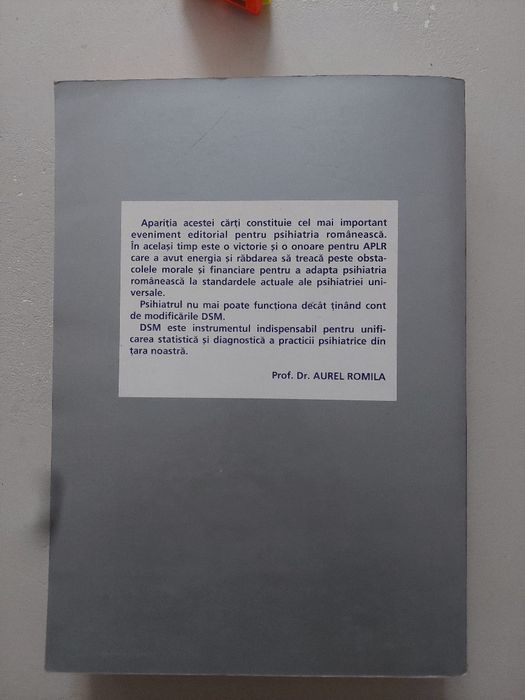 Apariția acestei cărți constituie cel mai important
eveniment editorial pentru psihiatria românească.
În același timp este o victorie și o onoare pentru APLR
care a avut energia și răbdarea să treacă peste obsta-
colele morale și financiare pentru a adapta psihiatria
românească la standardele actuale ale psihiatriei uni-
versale.
Psihiatrul nu mai poate funcționa decât ținând cont
de modificările DSM.
DSM este instrumentul indispensabil pentru unifi-
carea statistică și diagnostică a practicii psihiatrice din
țara noastră.
Prof. Dr. AUREL ROMILA